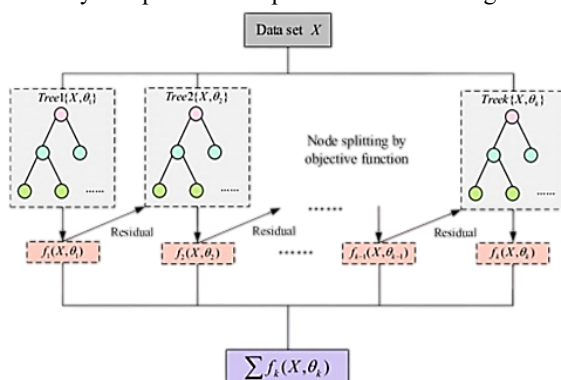 Data set X
Tree1{X,θ₁}
Tree2{X,θ₂}
Treek{X,θₖ}
Node splitting by
objective function
......
......
......
......
Residual
Residual
Residual
f₁(X,θ₁)
f₂(X,θ₂)
......
fₖ₋₁(X,θₖ₋₁)
fₖ(X,θₖ)
∑fₖ(X,θₖ)